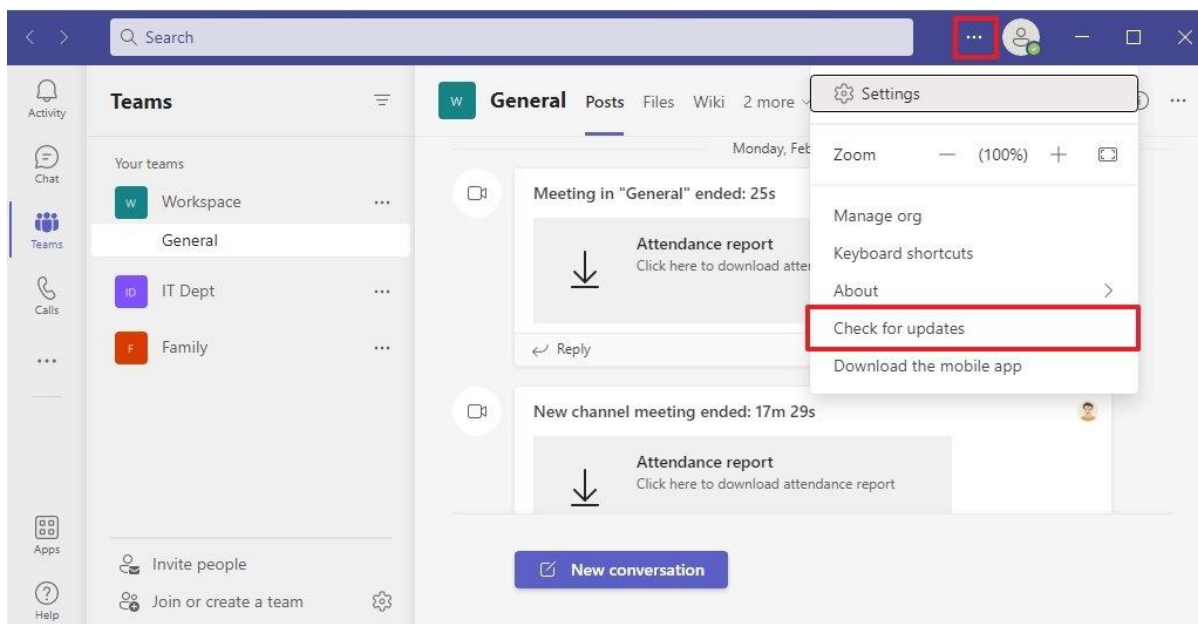 Search
Activity
Chat
Teams
Calls
Apps
Help
Teams
Your teams
W Workspace
General
ID IT Dept
F Family
Invite people
Join or create a team
W General Posts Files Wiki 2 more
Monday, Feb
Meeting in "General" ended: 25s
Attendance report
Click here to download atten
Reply
New channel meeting ended: 17m 29s
Attendance report
Click here to download attendance report
New conversation
Settings
Zoom — (100%) +
Manage org
Keyboard shortcuts
About
Check for updates
Download the mobile app